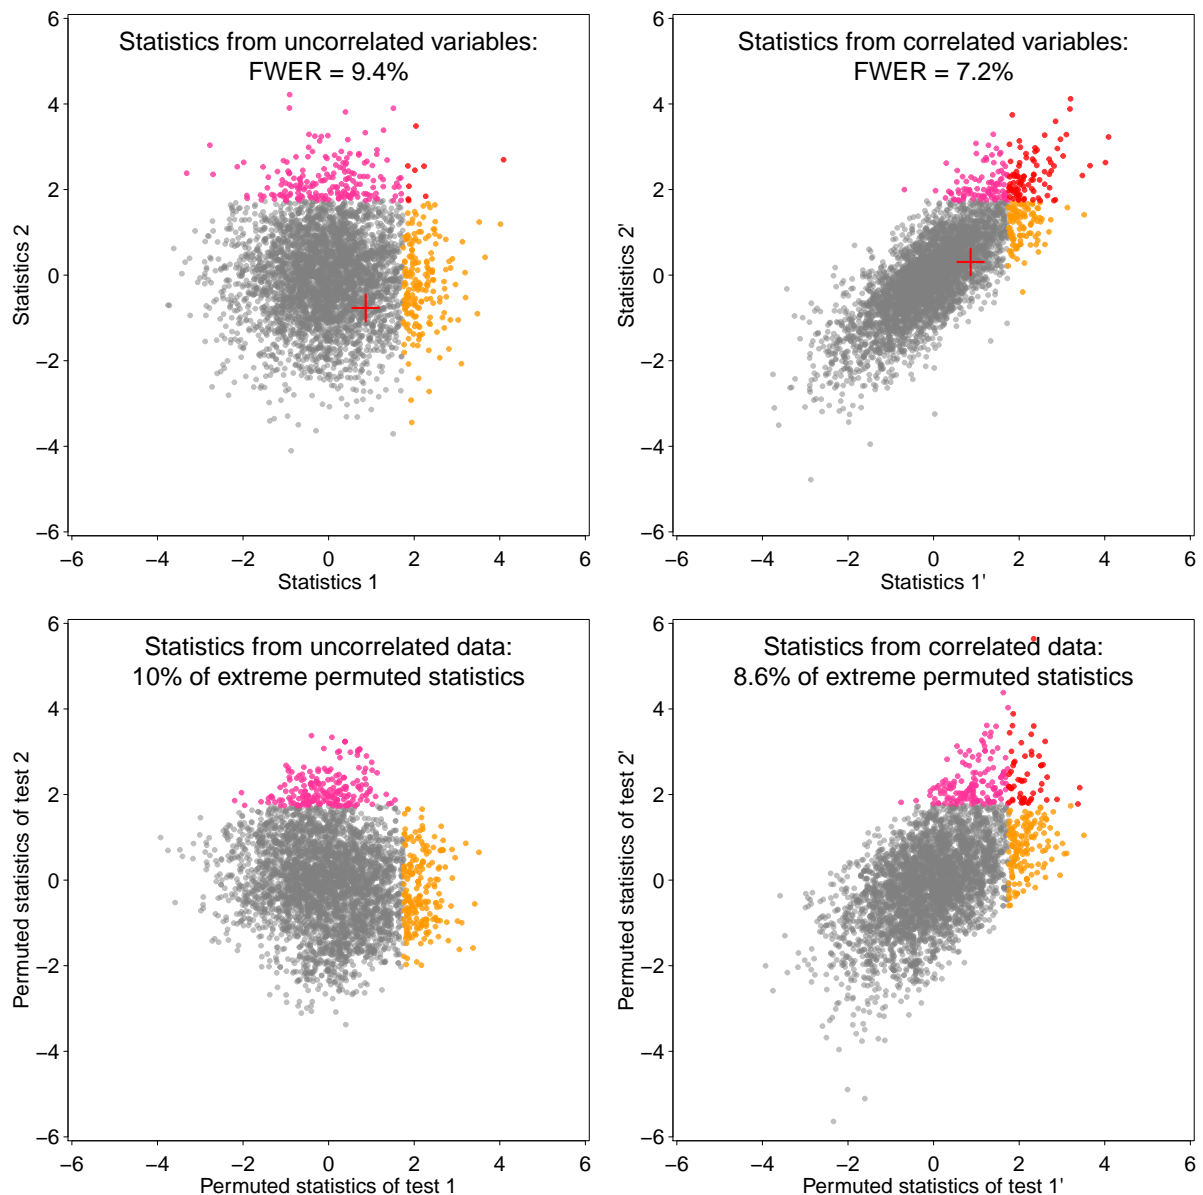 Statistics from uncorrelated variables:
FWER = 9.4%
6
4
2
0
−2
−4
−6
Statistics 2
−6 −4 −2 0 2 4 6
Statistics 1
Statistics from correlated variables:
FWER = 7.2%
6
4
2
0
−2
−4
−6
Statistics 2'
−6 −4 −2 0 2 4 6
Statistics 1'
Statistics from uncorrelated data:
10% of extreme permuted statistics
6
4
2
0
−2
−4
−6
Permuted statistics of test 2
−6 −4 −2 0 2 4 6
Permuted statistics of test 1
Statistics from correlated data:
8.6% of extreme permuted statistics
6
4
2
0
−2
−4
−6
Permuted statistics of test 2'
−6 −4 −2 0 2 4 6
Permuted statistics of test 1'